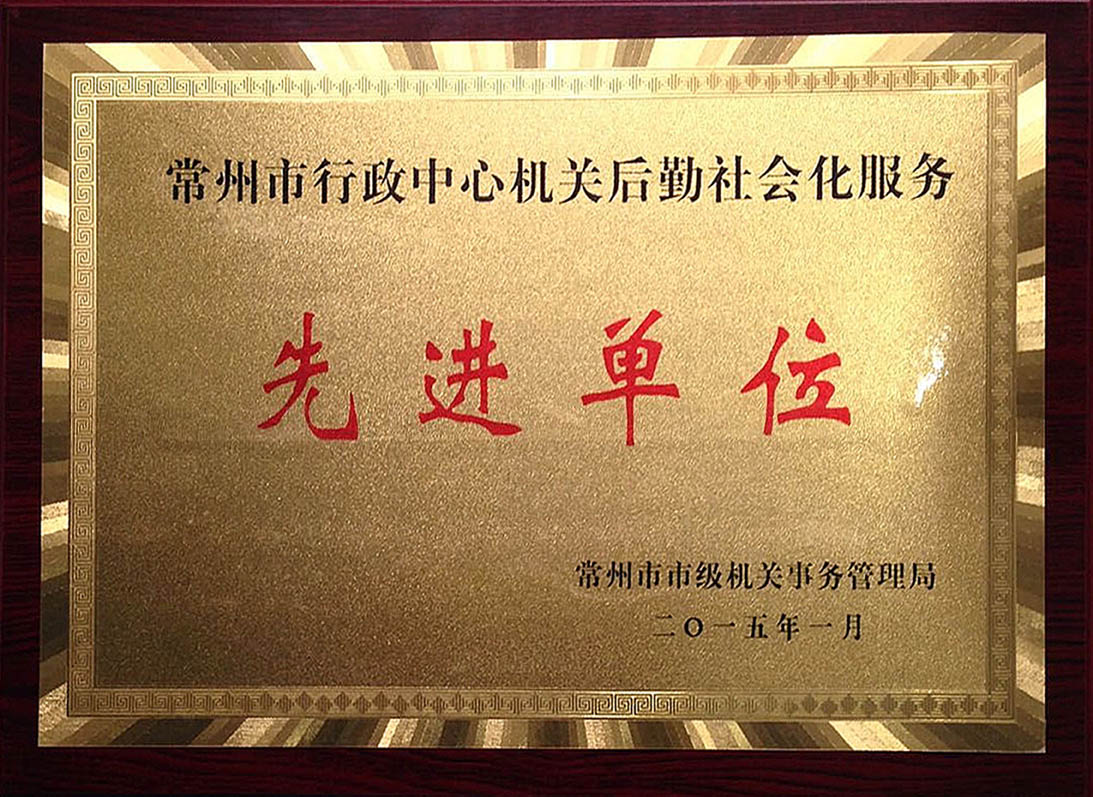 常州市行政中心机关后勤社会化服务
先进单位
常州市市级机关事务管理局
二〇一五年一月